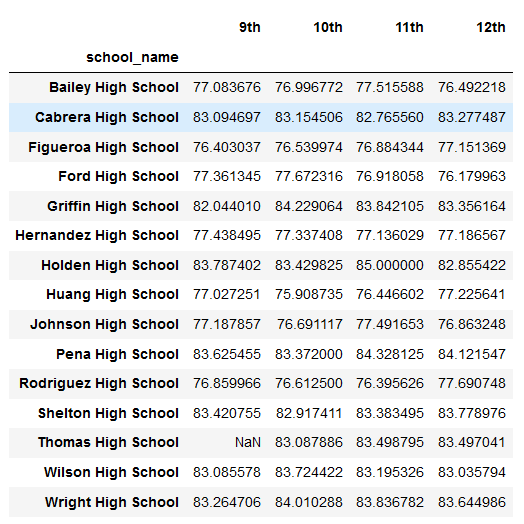 9th 10th 11th 12th
school_name
Bailey High School 77.083676 76.996772 77.515588 76.492218
Cabrera High School 83.094697 83.154506 82.765560 83.277487
Figueroa High School 76.403037 76.539974 76.884344 77.151369
Ford High School 77.361345 77.672316 76.918058 76.179963
Griffin High School 82.044010 84.229064 83.842105 83.356164
Hernandez High School 77.438495 77.337408 77.136029 77.186567
Holden High School 83.787402 83.429825 85.000000 82.855422
Huang High School 77.027251 75.908735 76.446602 77.225641
Johnson High School 77.187857 76.691117 77.491653 76.863248
Pena High School 83.625455 83.372000 84.328125 84.121547
Rodriguez High School 76.859966 76.612500 76.395626 77.690748
Shelton High School 83.420755 82.917411 83.383495 83.778976
Thomas High School NaN 83.087886 83.498795 83.497041
Wilson High School 83.085578 83.724422 83.195326 83.035794
Wright High School 83.264706 84.010288 83.836782 83.644986